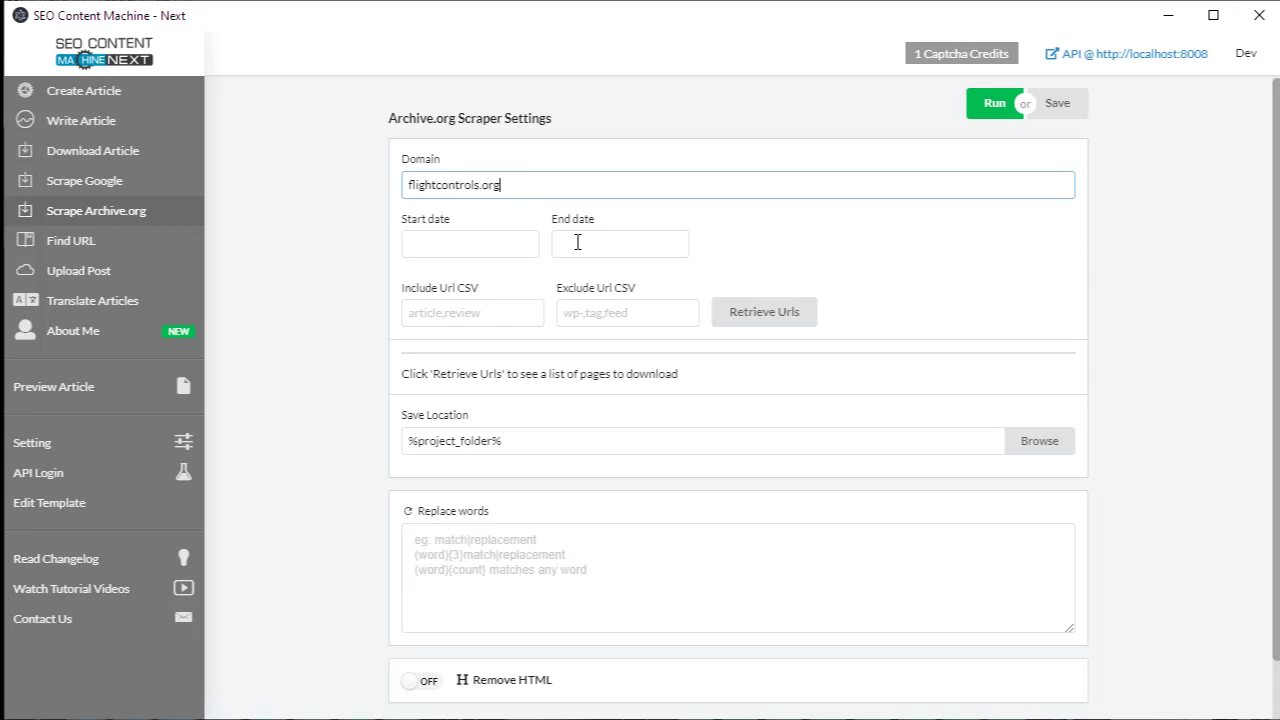 SEO Content Machine - Next
SEO CONTENT
MACHINE NEXT
1 Captcha Credits
API @ http://localhost:8008
Dev
Create Article
Write Article
Download Article
Scrape Google
Scrape Archive.org
Find URL
Upload Post
Translate Articles
About Me NEW
Preview Article
Setting
API Login
Edit Template
Read Changelog
Watch Tutorial Videos
Contact Us
Run or Save
Archive.org Scraper Settings
Domain
flightcontrols.org
Start date End date
Include Url CSV Exclude Url CSV
article,review wp-,tag,feed Retrieve Urls
Click 'Retrieve Urls' to see a list of pages to download
Save Location
%project_folder% Browse
Replace words
eg: match|replacement
(word){3}match|replacement
(word){count} matches any word
OFF H Remove HTML